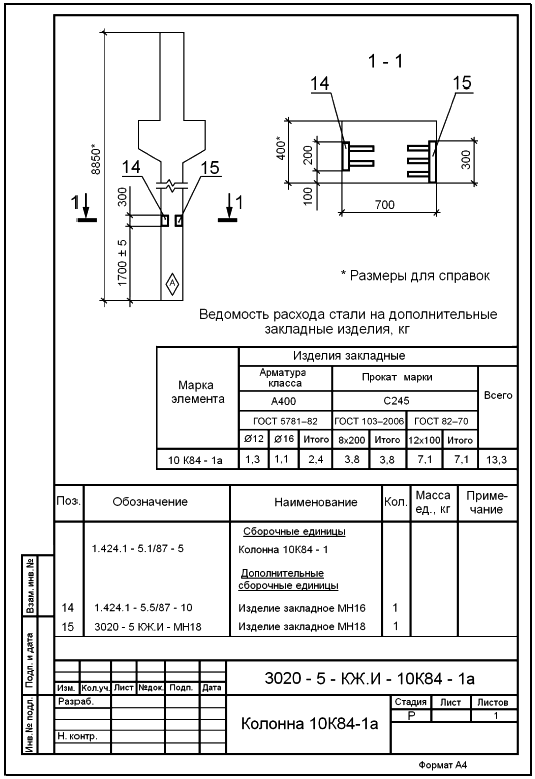 1 - 1
14
15
400*
200
100
300
700
8850*
14
15
300
1
1
1700 ± 5
А
* Размеры для справок
Ведомость расхода стали на дополнительные
закладные изделия, кг
Марка
элемента
Изделия закладные
Арматура
класса
Прокат марки
Всего
А400
С245
ГОСТ 5781–82
ГОСТ 103–2006
ГОСТ 82–70
Ø12
Ø16
Итого
8х200
Итого
12х100
Итого
10 К84 - 1а
1,3
1,1
2,4
3,8
3,8
7,1
7,1
13,3
Поз.
Обозначение
Наименование
Кол.
Масса
ед., кг
Приме-
чание
Сборочные единицы
1.424.1 - 5.1/87 - 5
Колонна 10К84 - 1
Дополнительные
сборочные единицы
14
1.424.1 - 5.5/87 - 10
Изделие закладное МН16
1
15
3020 - 5 КЖ.И - МН18
Изделие закладное МН18
1
Взам. инв.№
Подп. и дата
Инв.№ подл.
3020 - 5 - КЖ.И - 10К84 - 1а
Изм.
Кол.уч.
Лист
№док.
Подп.
Дата
Разраб.
Н. контр.
Колонна 10К84-1а
Стадия
Лист
Листов
Р
1
Формат А4